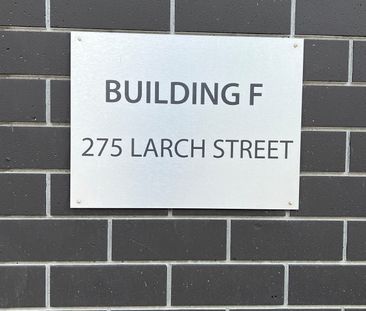 BUILDING F
275 LARCH STREET